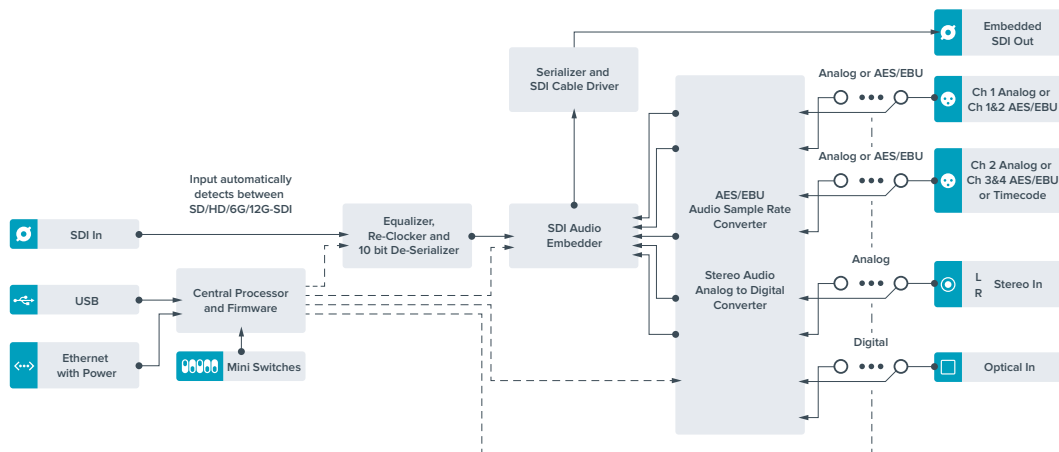 Embedded
SDI Out
Serializer and
SDI Cable Driver
Analog or AES/EBU
Ch 1 Analog or
Ch 1&2 AES/EBU
Analog or AES/EBU
Ch 2 Analog or
Ch 3&4 AES/EBU
or Timecode
Input automatically
detects between
SD/HD/6G/12G-SDI
AES/EBU
Audio Sample Rate
Converter
SDI In
Equalizer,
Re-Clocker and
10 bit De-Serializer
SDI Audio
Embedder
Analog
Stereo Audio
Analog to Digital
Converter
L
R
Stereo In
USB
Central Processor
and Firmware
Digital
Ethernet
with Power
Mini Switches
Optical In